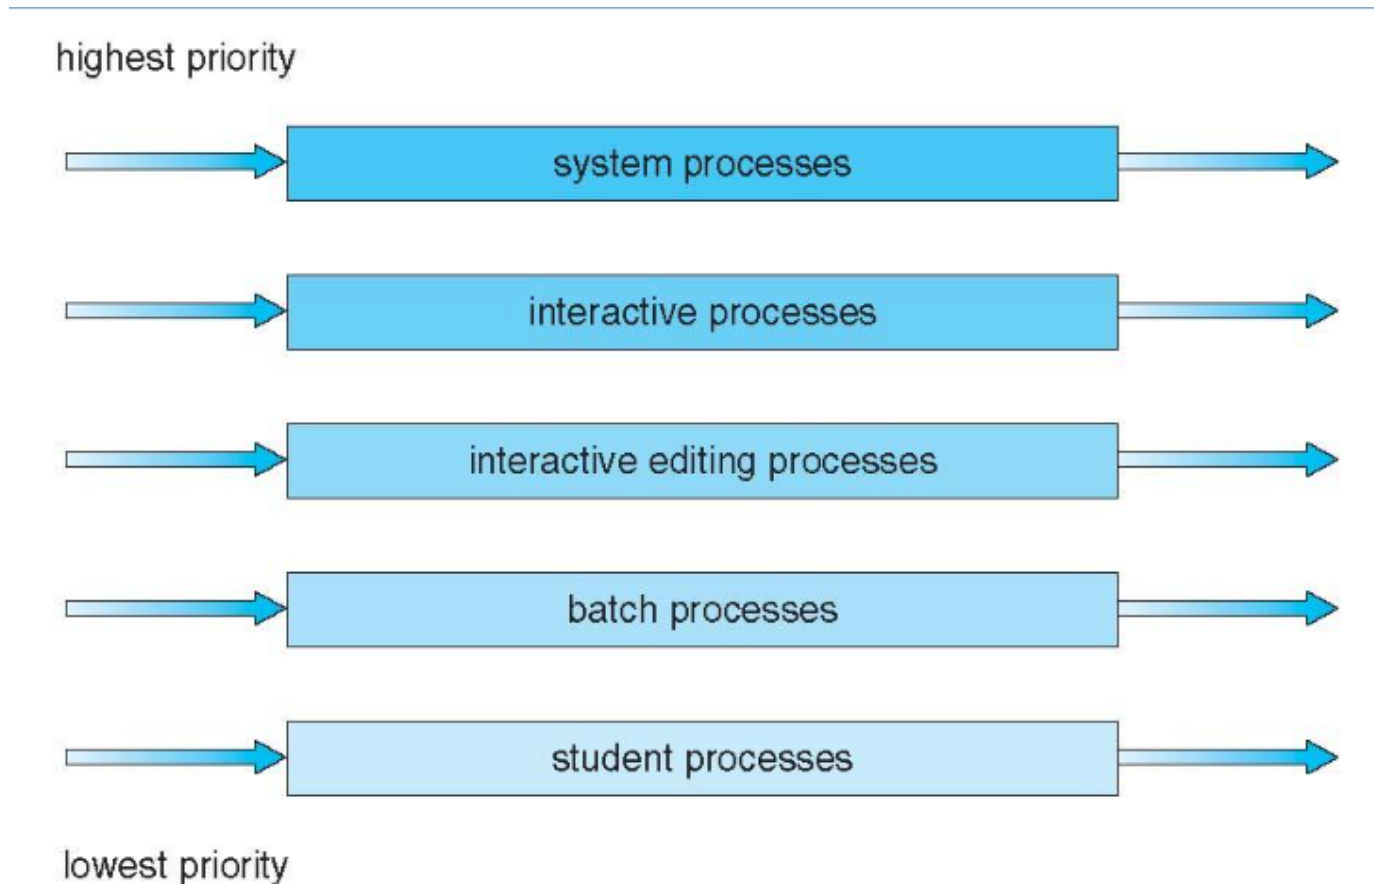 highest priority
system processes
interactive processes
interactive editing processes
batch processes
student processes
lowest priority